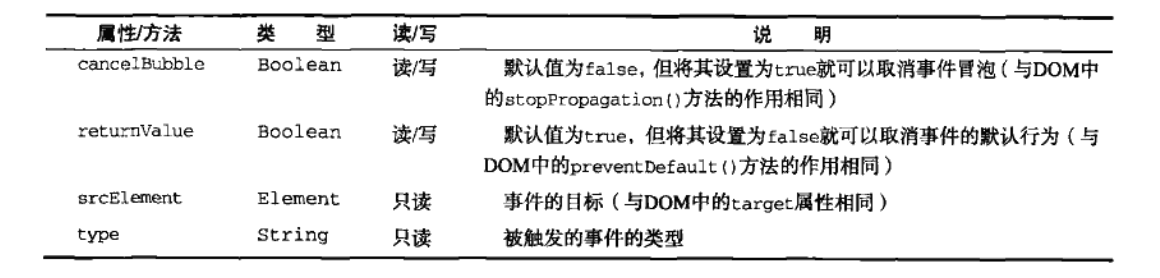 属性/方法 类 型 读/写 说 明
cancelBubble Boolean 读/写 默认值为false，但将其设置为true就可以取消事件冒泡（与DOM中
的stopPropagation()方法的作用相同）
returnValue Boolean 读/写 默认值为true，但将其设置为false就可以取消事件的默认行为（与
DOM中的preventDefault()方法的作用相同）
srcElement Element 只读 事件的目标（与DOM中的target属性相同）
type String 只读 被触发的事件的类型